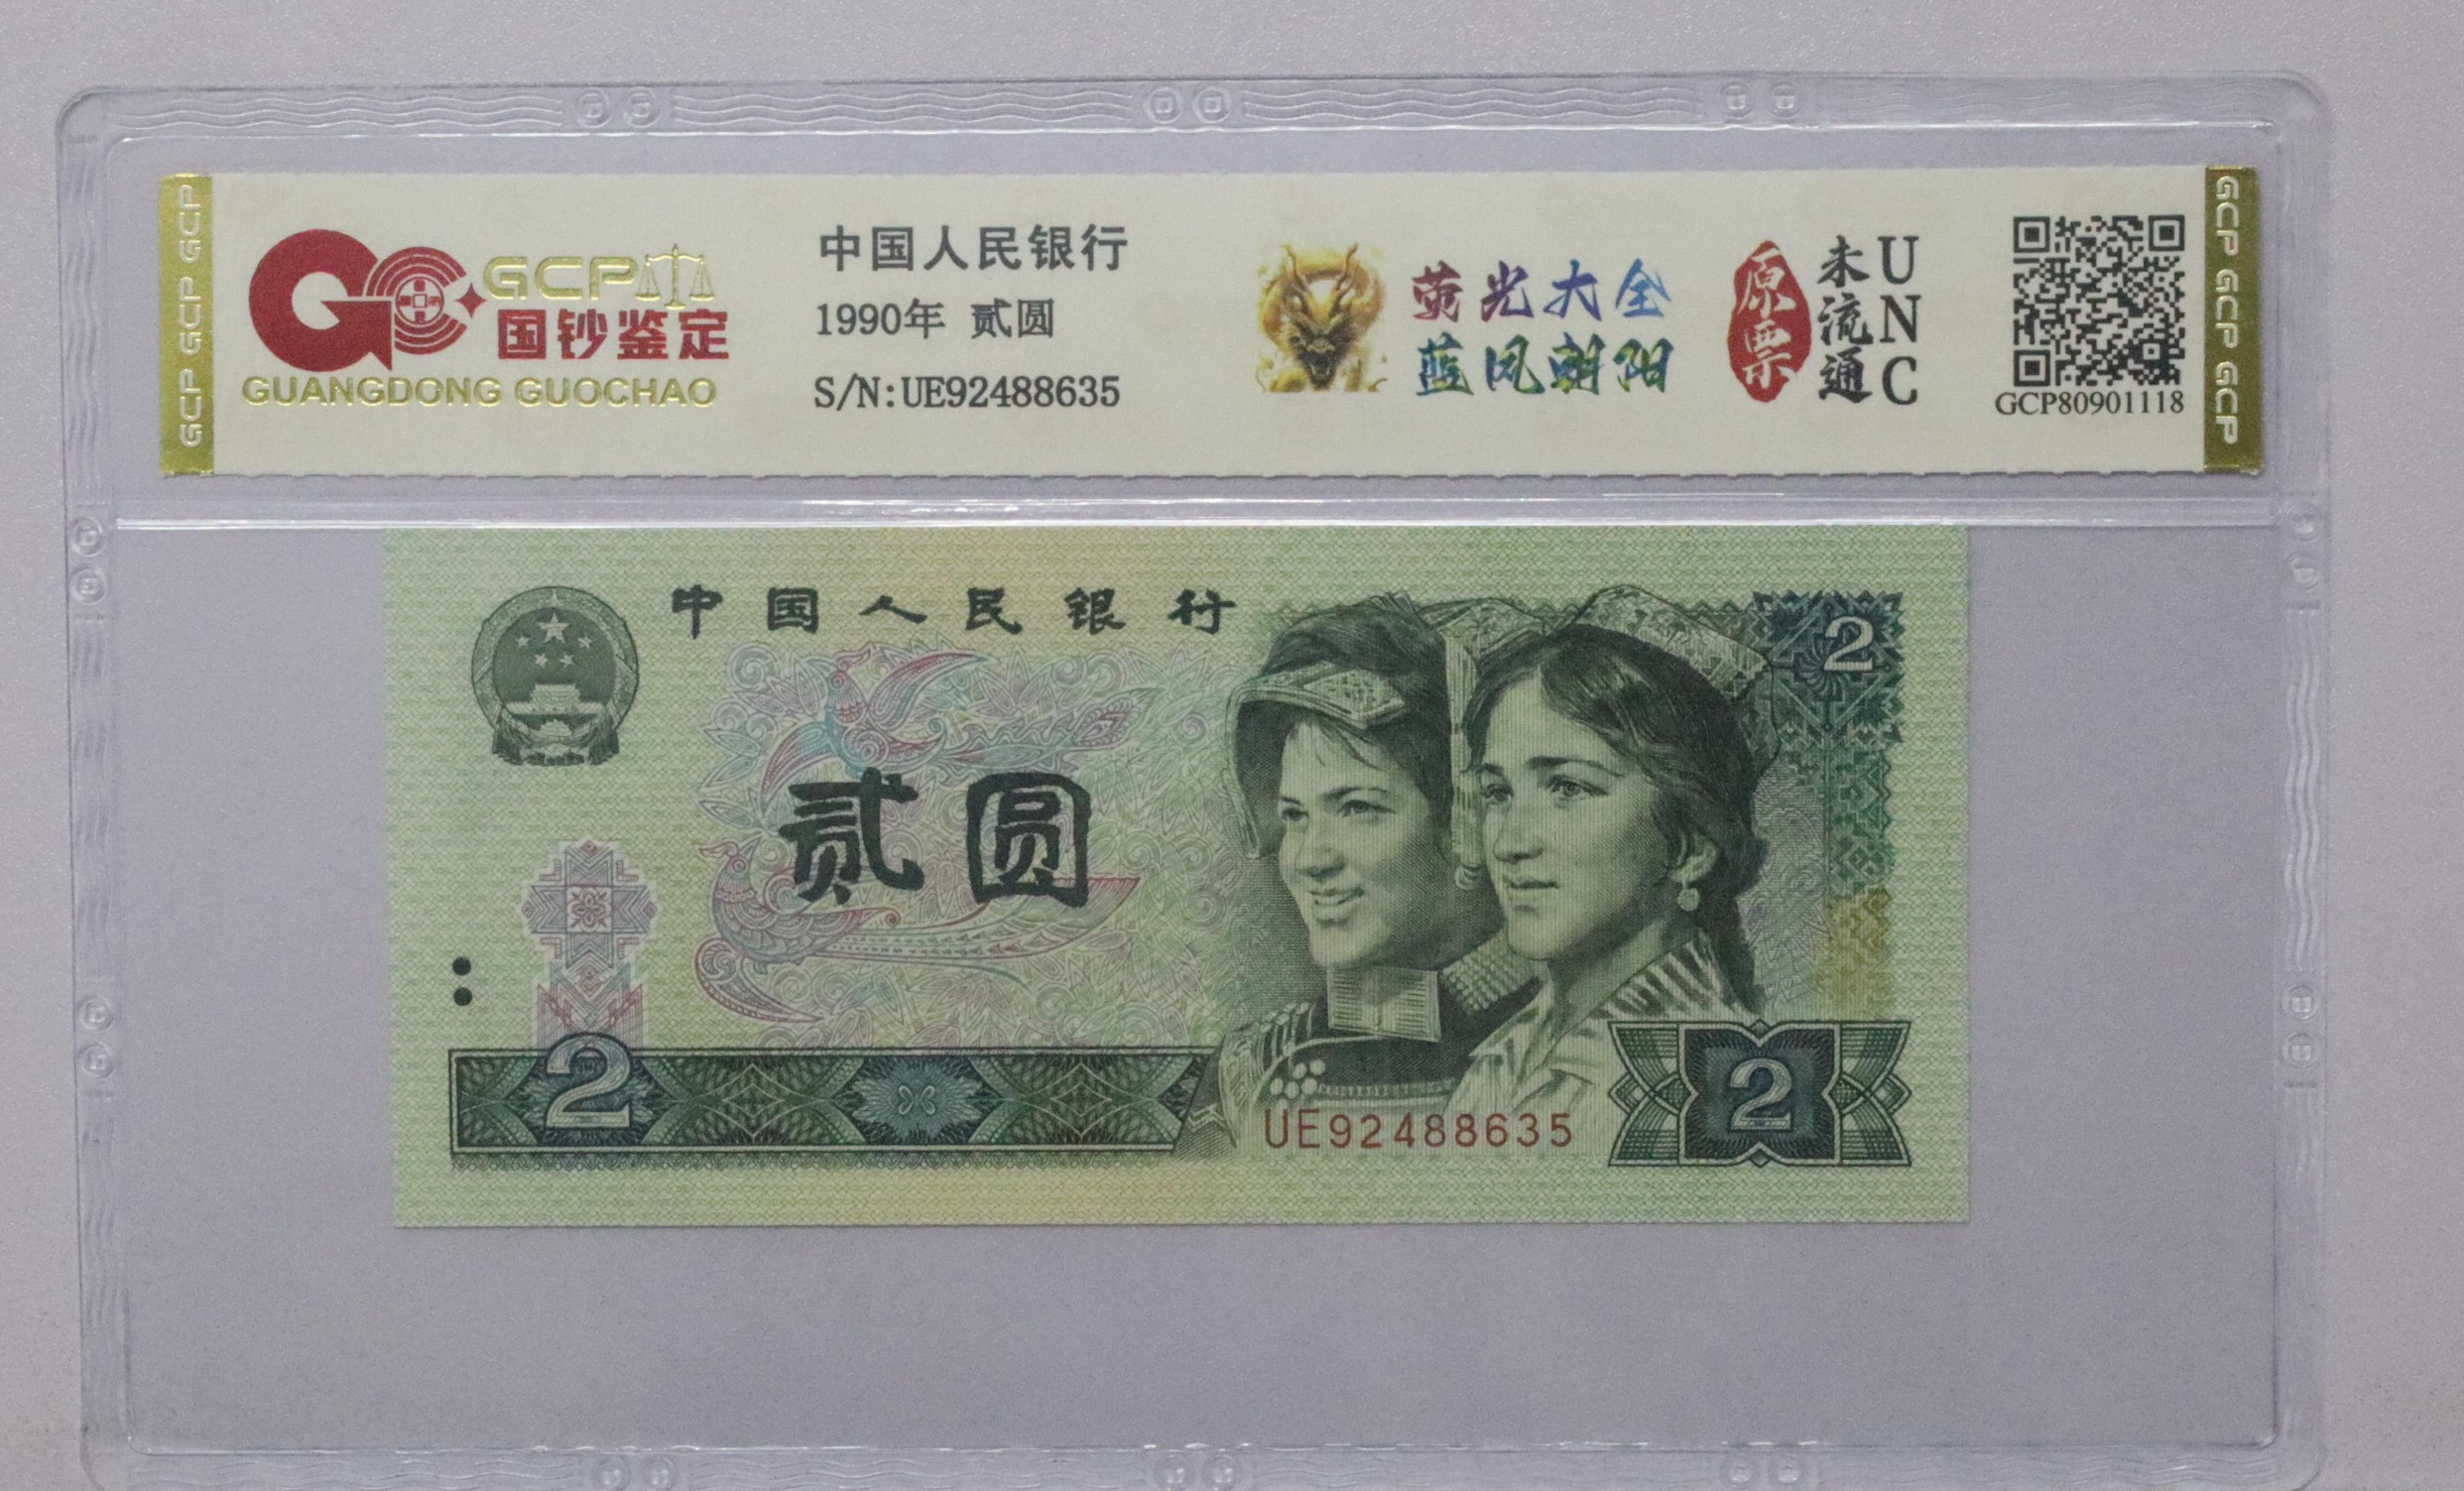 GCP GCP GCP
GCP
国钞鉴定
GUANGDONG GUOCHAO
中国人民银行
1990年 贰圆
S/N:UE92488635
荧光大全
蓝凤朝阳
原票
未流通
UNC
GCP80901118
GCP GCP GCP
中国人民银行
2
贰圆
2
UE92488635
2